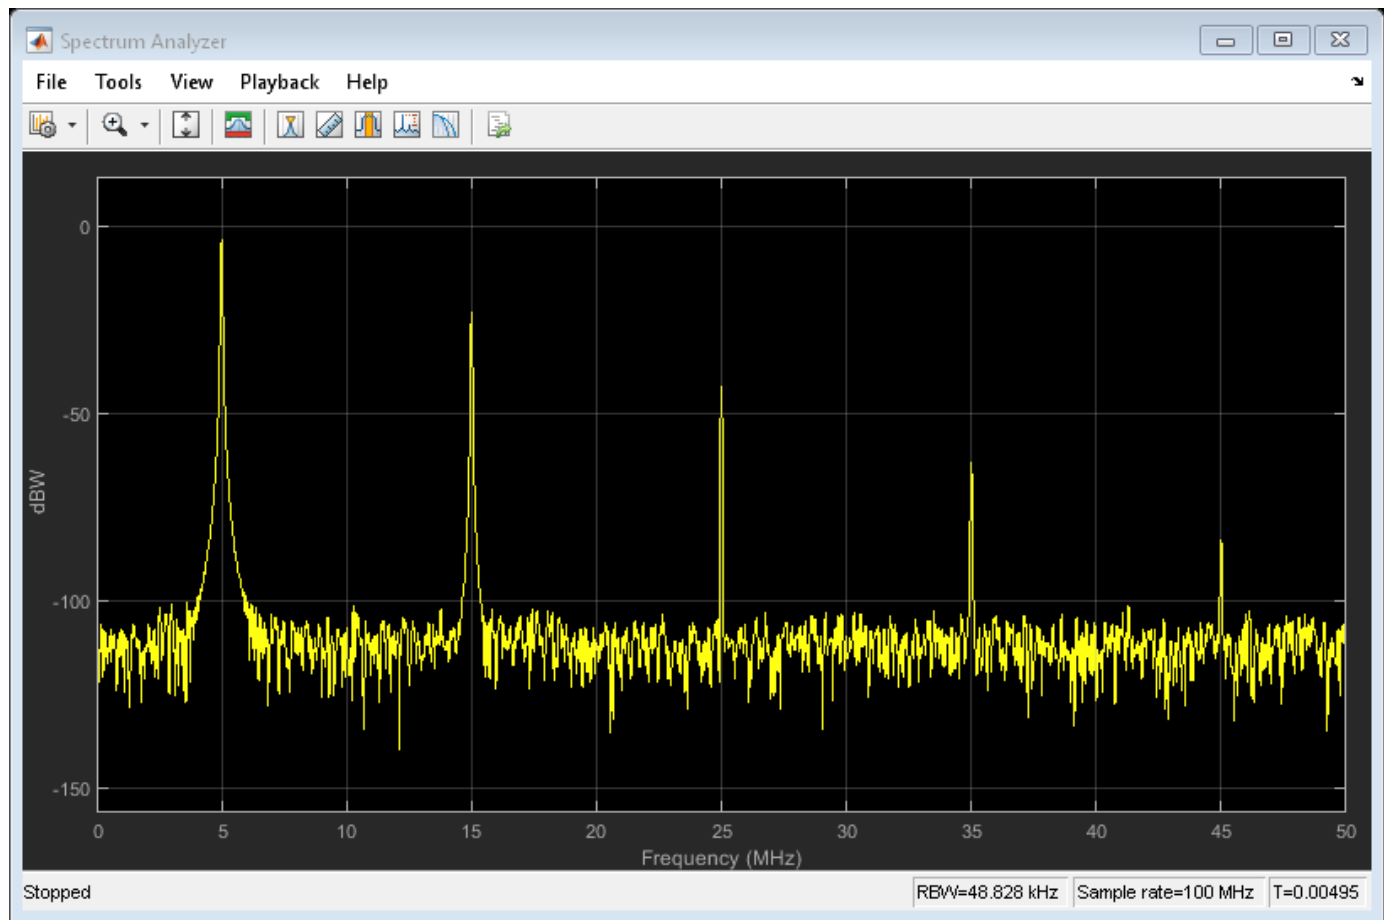 Spectrum Analyzer
File Tools View Playback Help
0
-50
-100
-150
dBW
0 5 10 15 20 25 30 35 40 45 50
Frequency (MHz)
Stopped RBW=48.828 kHz Sample rate=100 MHz T=0.00495